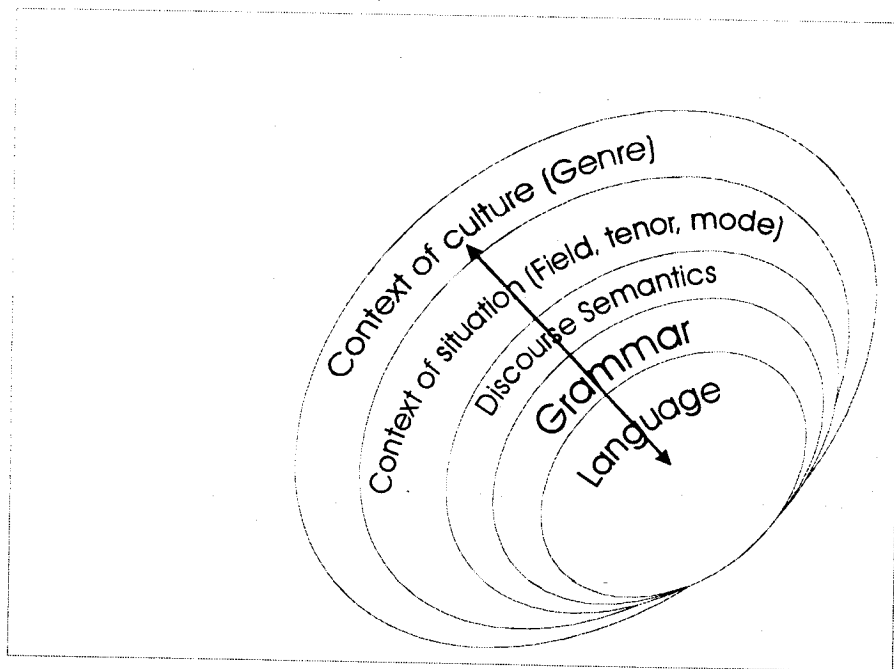 Context of culture (Genre)
Context of situation (Field, tenor, mode)
Discourse Semantics
Grammar
Language